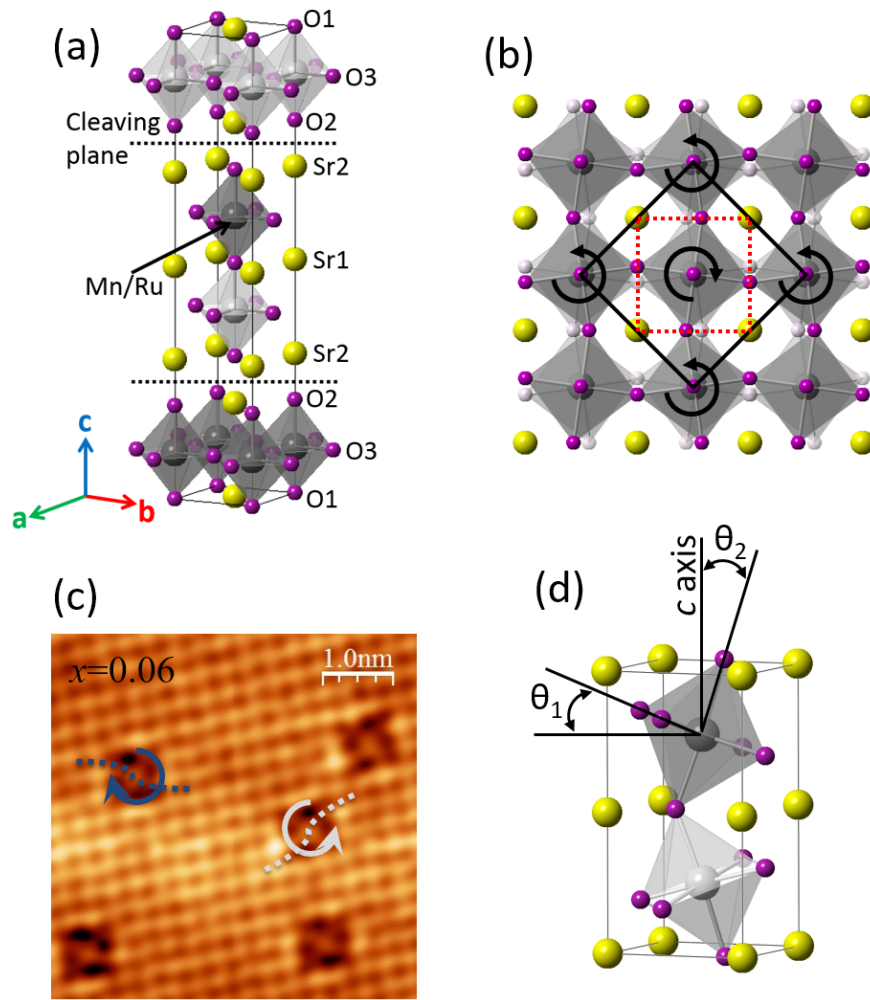 (a)
O1
O3
Cleaving
plane
O2
Sr2
Sr1
Mn/Ru
Sr2
O2
O3
O1
c
a
b
(b)
(c)
x=0.06
1.0nm
(d)
c axis
θ2
θ1